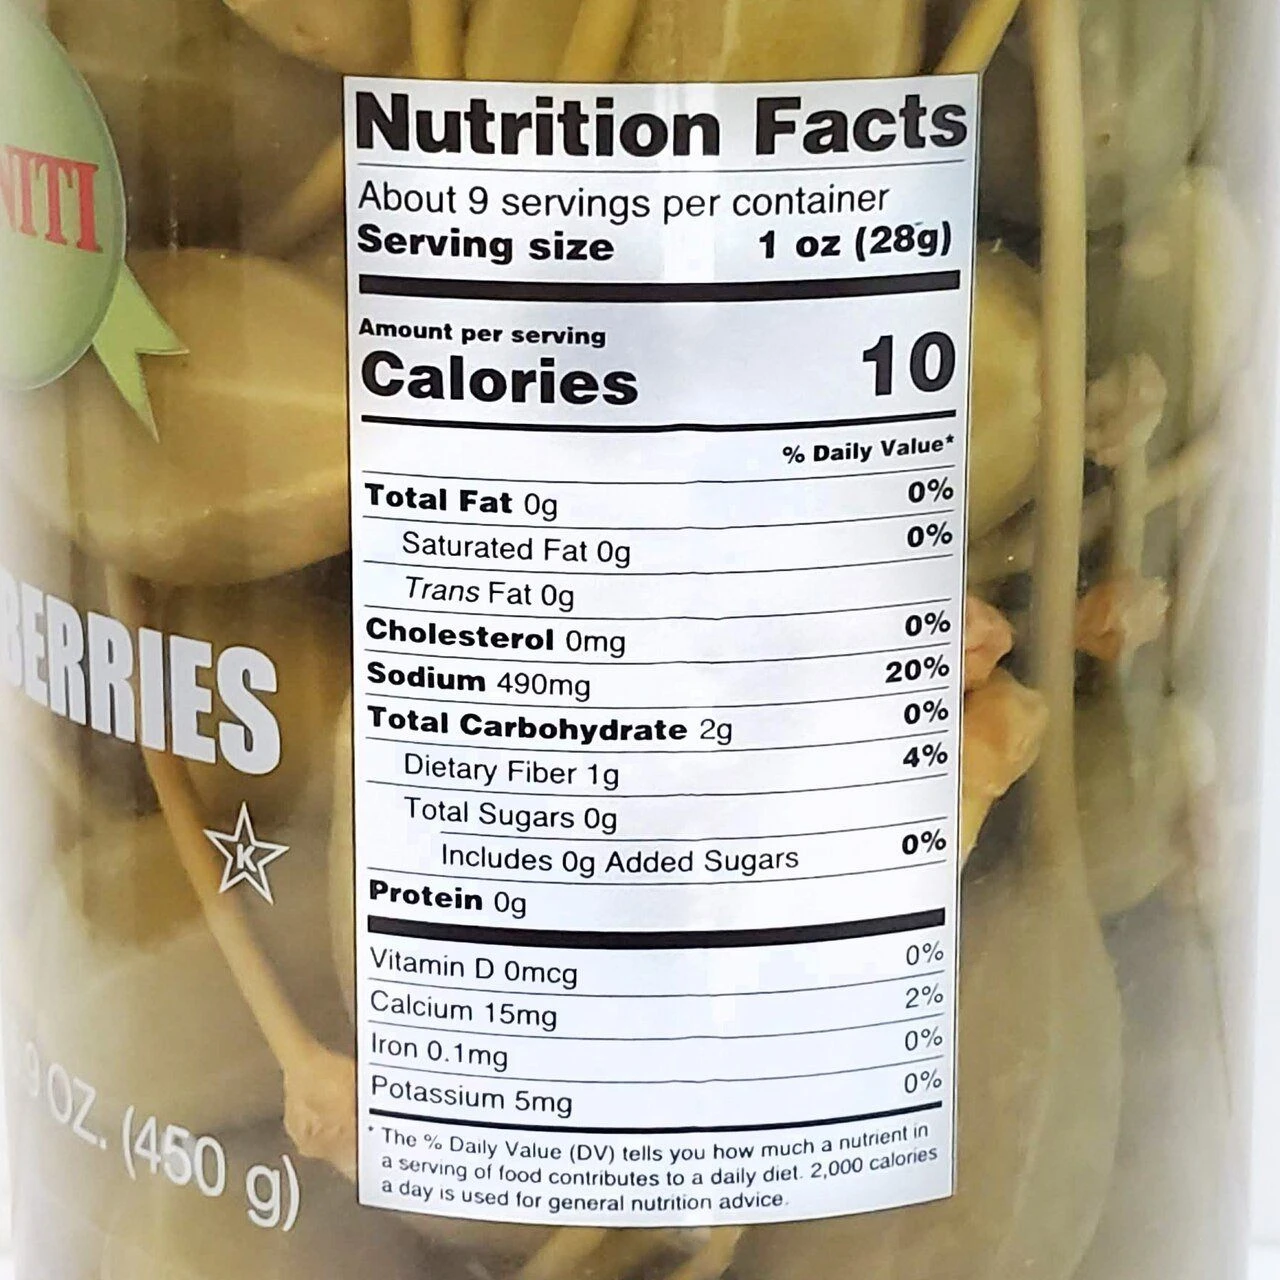 NITI
BERRIES
K
9 OZ. (450 g)
Nutrition Facts
About 9 servings per container
Serving size 1 oz (28g)
Amount per serving
Calories 10
% Daily Value*
Total Fat 0g 0%
Saturated Fat 0g 0%
Trans Fat 0g
Cholesterol 0mg 0%
Sodium 490mg 20%
Total Carbohydrate 2g 0%
Dietary Fiber 1g 4%
Total Sugars 0g
Includes 0g Added Sugars 0%
Protein 0g
Vitamin D 0mcg 0%
Calcium 15mg 2%
Iron 0.1mg 0%
Potassium 5mg 0%
* The % Daily Value (DV) tells you how much a nutrient in
a serving of food contributes to a daily diet. 2,000 calories
a day is used for general nutrition advice.